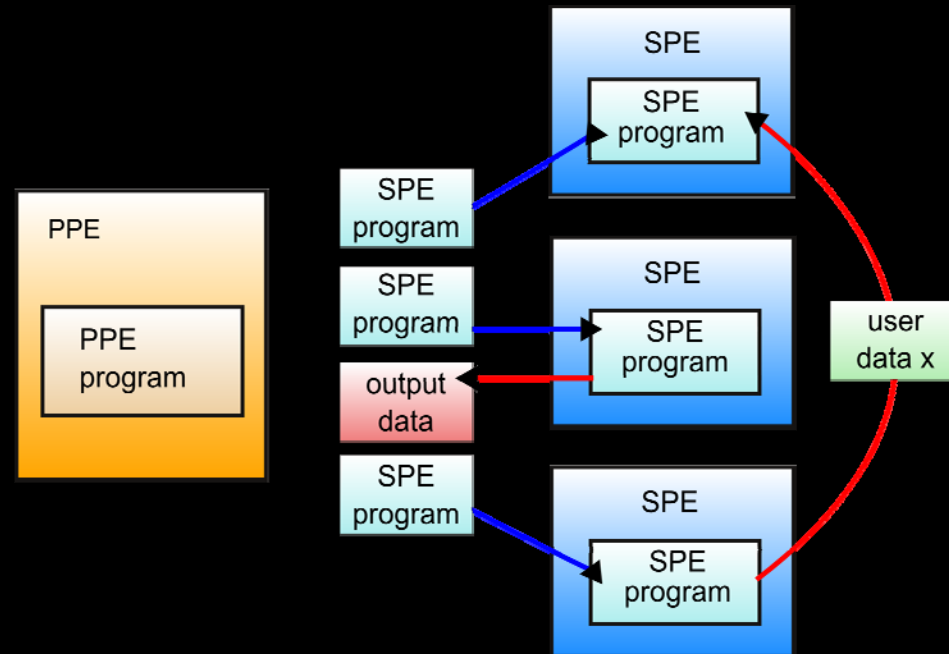 PPE
PPE
program
SPE
program
SPE
program
output
data
SPE
program
SPE
SPE
program
SPE
SPE
program
SPE
SPE
program
user
data x